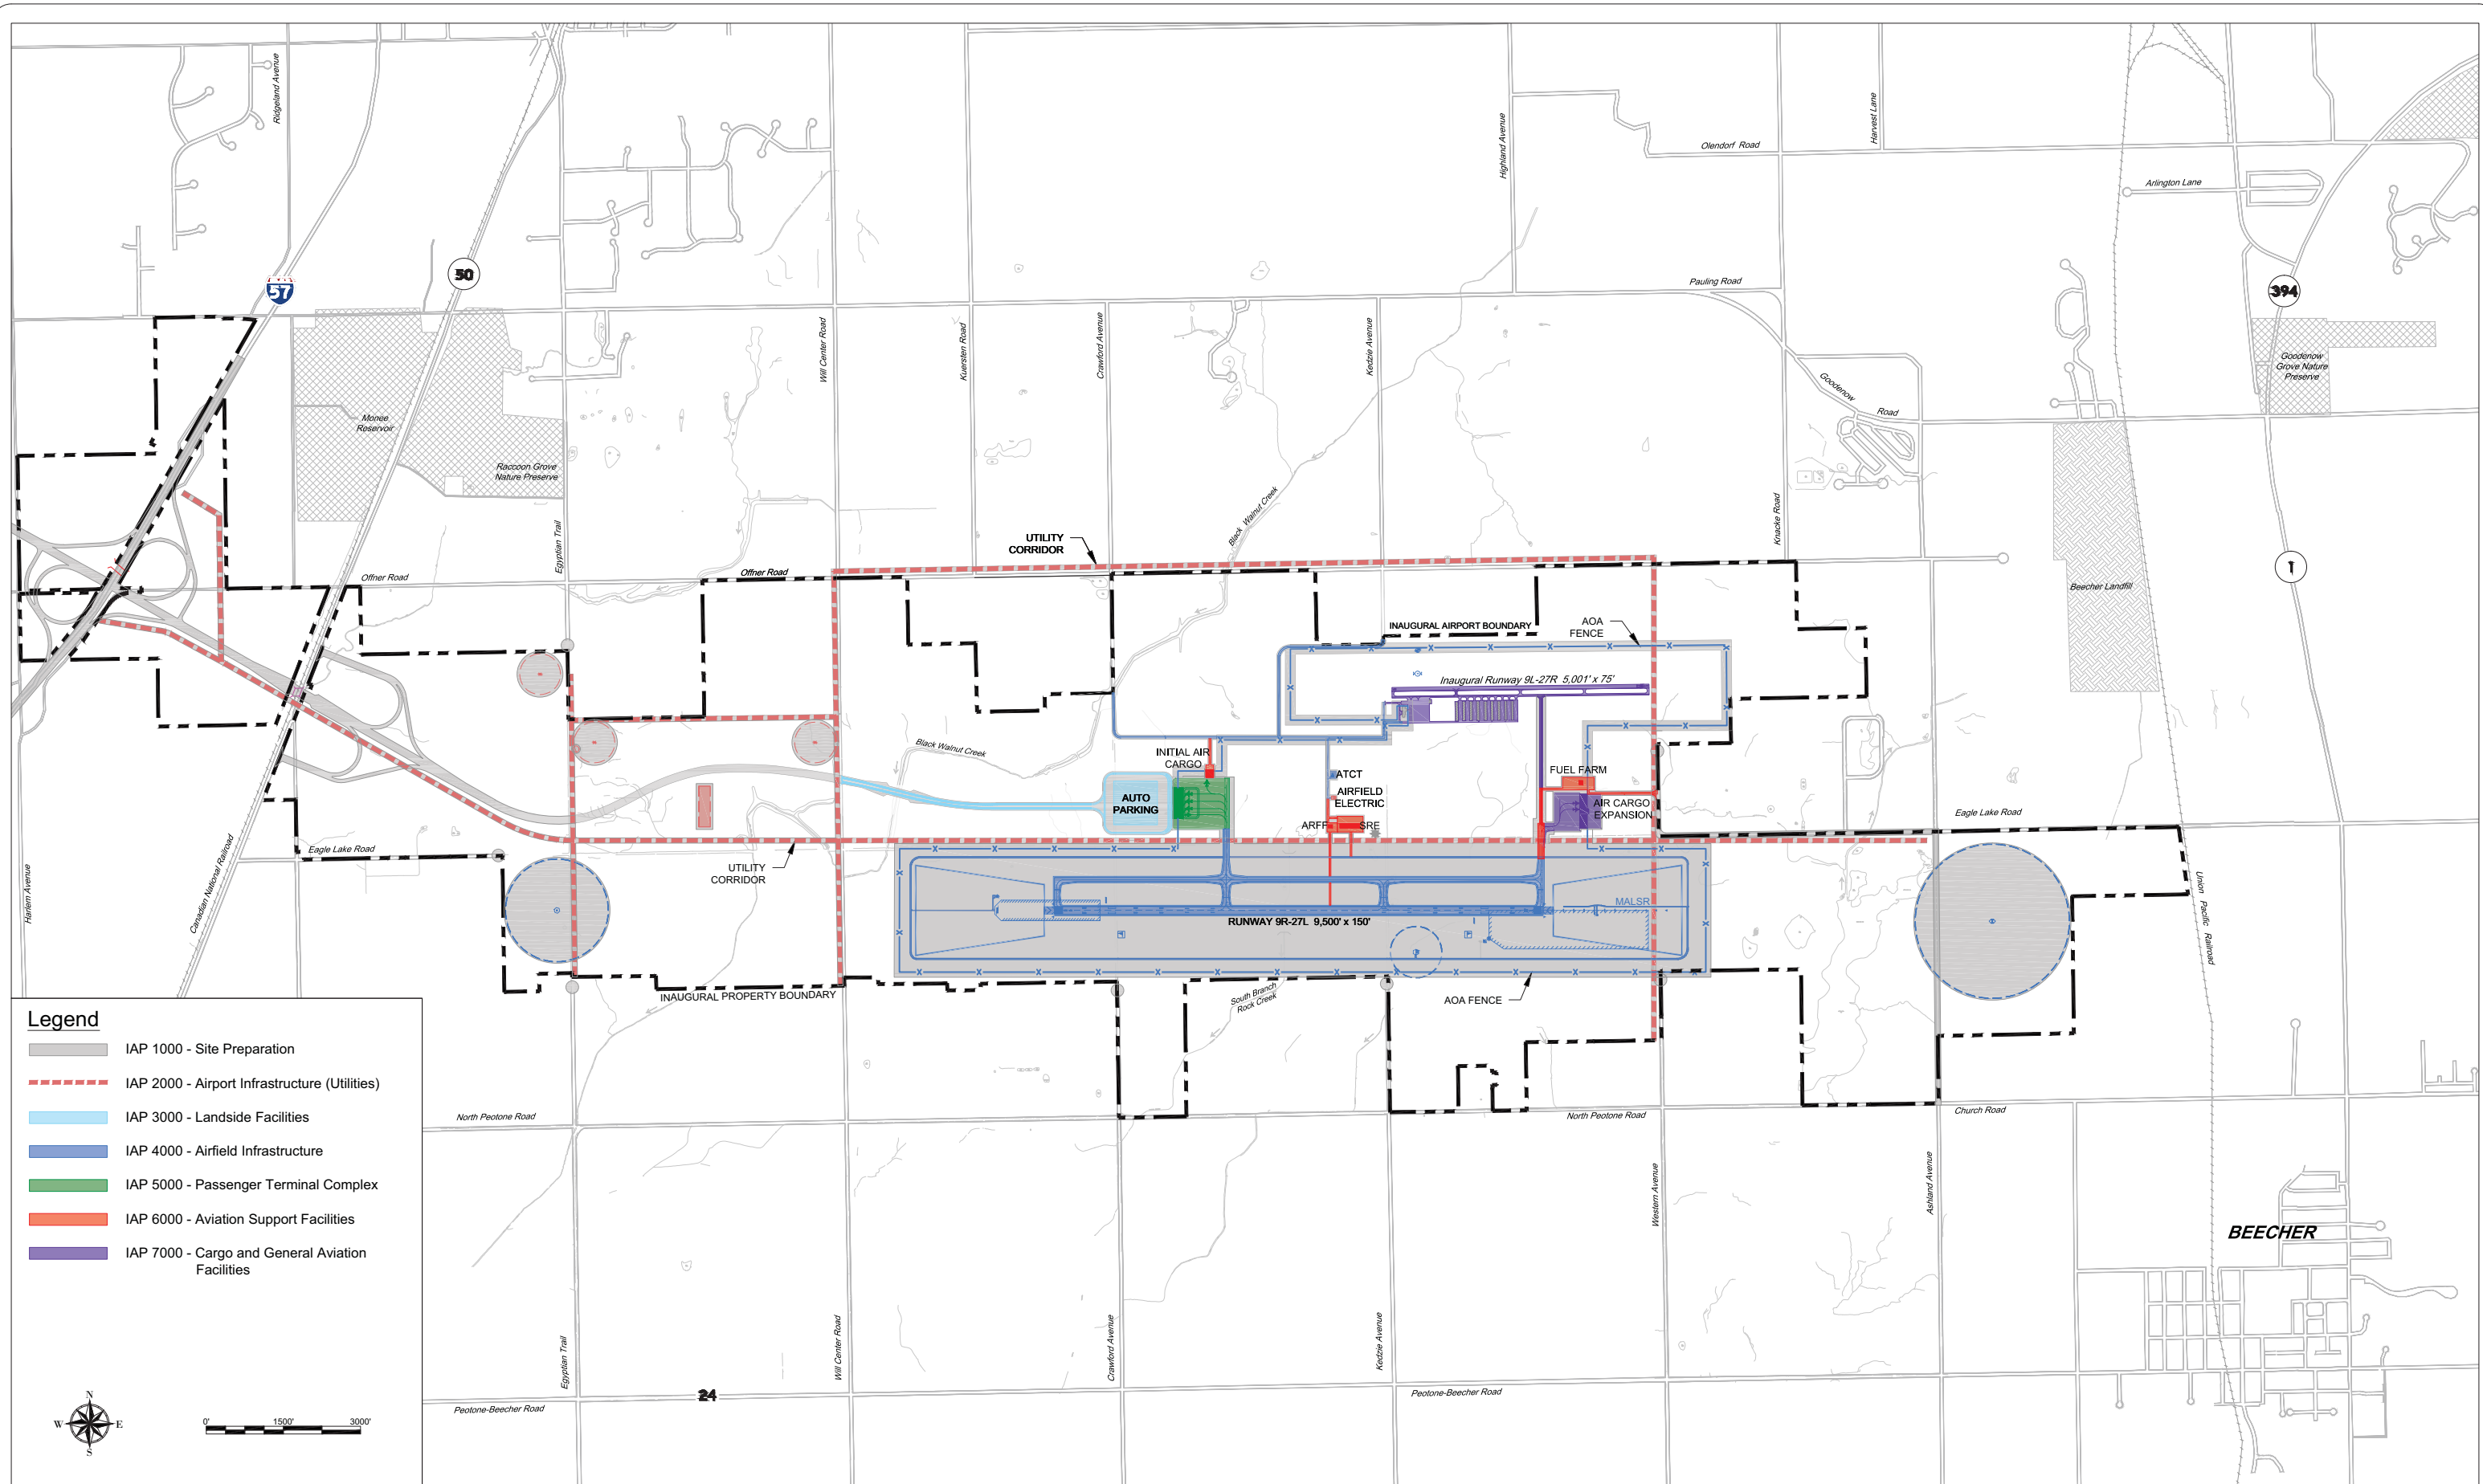 Ridgeland Avenue
57
50
Will Center Road
Kuersten Road
Crawford Avenue
Kedzie Avenue
Highland Avenue
Olendorf Road
Harvest Lane
Arlington Lane
Pauling Road
394
Goodenow
Grove Nature
Preserve
Goodenow
Road
Monee
Reservoir
Raccoon Grove
Nature Preserve
Egyptian Trail
Black Walnut Creek
Knacke Road
UTILITY
CORRIDOR
Offner Road
Offner Road
1
Beecher Landfill
INAUGURAL AIRPORT BOUNDARY
AOA
FENCE
Inaugural Runway 9L-27R 5,001' x 75'
Black Walnut Creek
INITIAL AIR
CARGO
ATCT
FUEL FARM
AUTO
PARKING
AIRFIELD
ELECTRIC
AIR CARGO
EXPANSION
ARFF
SRE
Eagle Lake Road
Eagle Lake Road
Canadian National Railroad
Harlem Avenue
UTILITY
CORRIDOR
MALSR
RUNWAY 9R-27L 9,500' x 150'
Union Pacific Railroad
INAUGURAL PROPERTY BOUNDARY
South Branch
Rock Creek
AOA FENCE
North Peotone Road
North Peotone Road
Church Road
Legend
IAP 1000 - Site Preparation
IAP 2000 - Airport Infrastructure (Utilities)
IAP 3000 - Landside Facilities
IAP 4000 - Airfield Infrastructure
IAP 5000 - Passenger Terminal Complex
IAP 6000 - Aviation Support Facilities
IAP 7000 - Cargo and General Aviation
Facilities
Western Avenue
Ashland Avenue
BEECHER
Egyptian Trail
Will Center Road
Crawford Avenue
Kedzie Avenue
24
Peotone-Beecher Road
Peotone-Beecher Road
N
W
E
S
0'
1500'
3000'